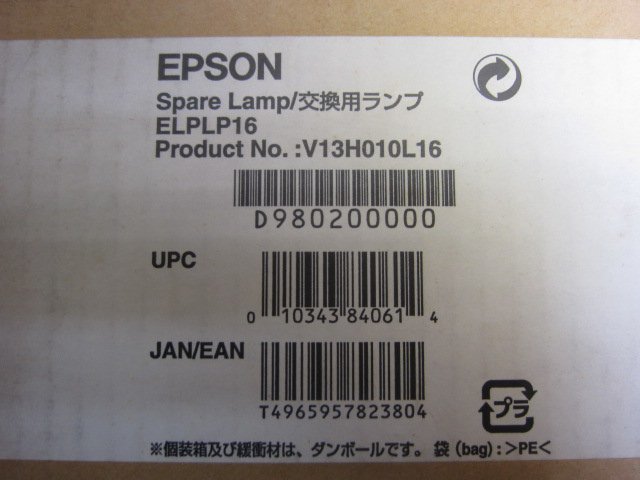 EPSON
Spare Lamp/交換用ランプ
ELPLP16
Product No. :V13H010L16
D980200000
UPC
0 10343 84061 4
JAN/EAN
T4965957823804
プラ
※個装箱及び緩衝材は、ダンボールです。 袋 (bag) : >PE<